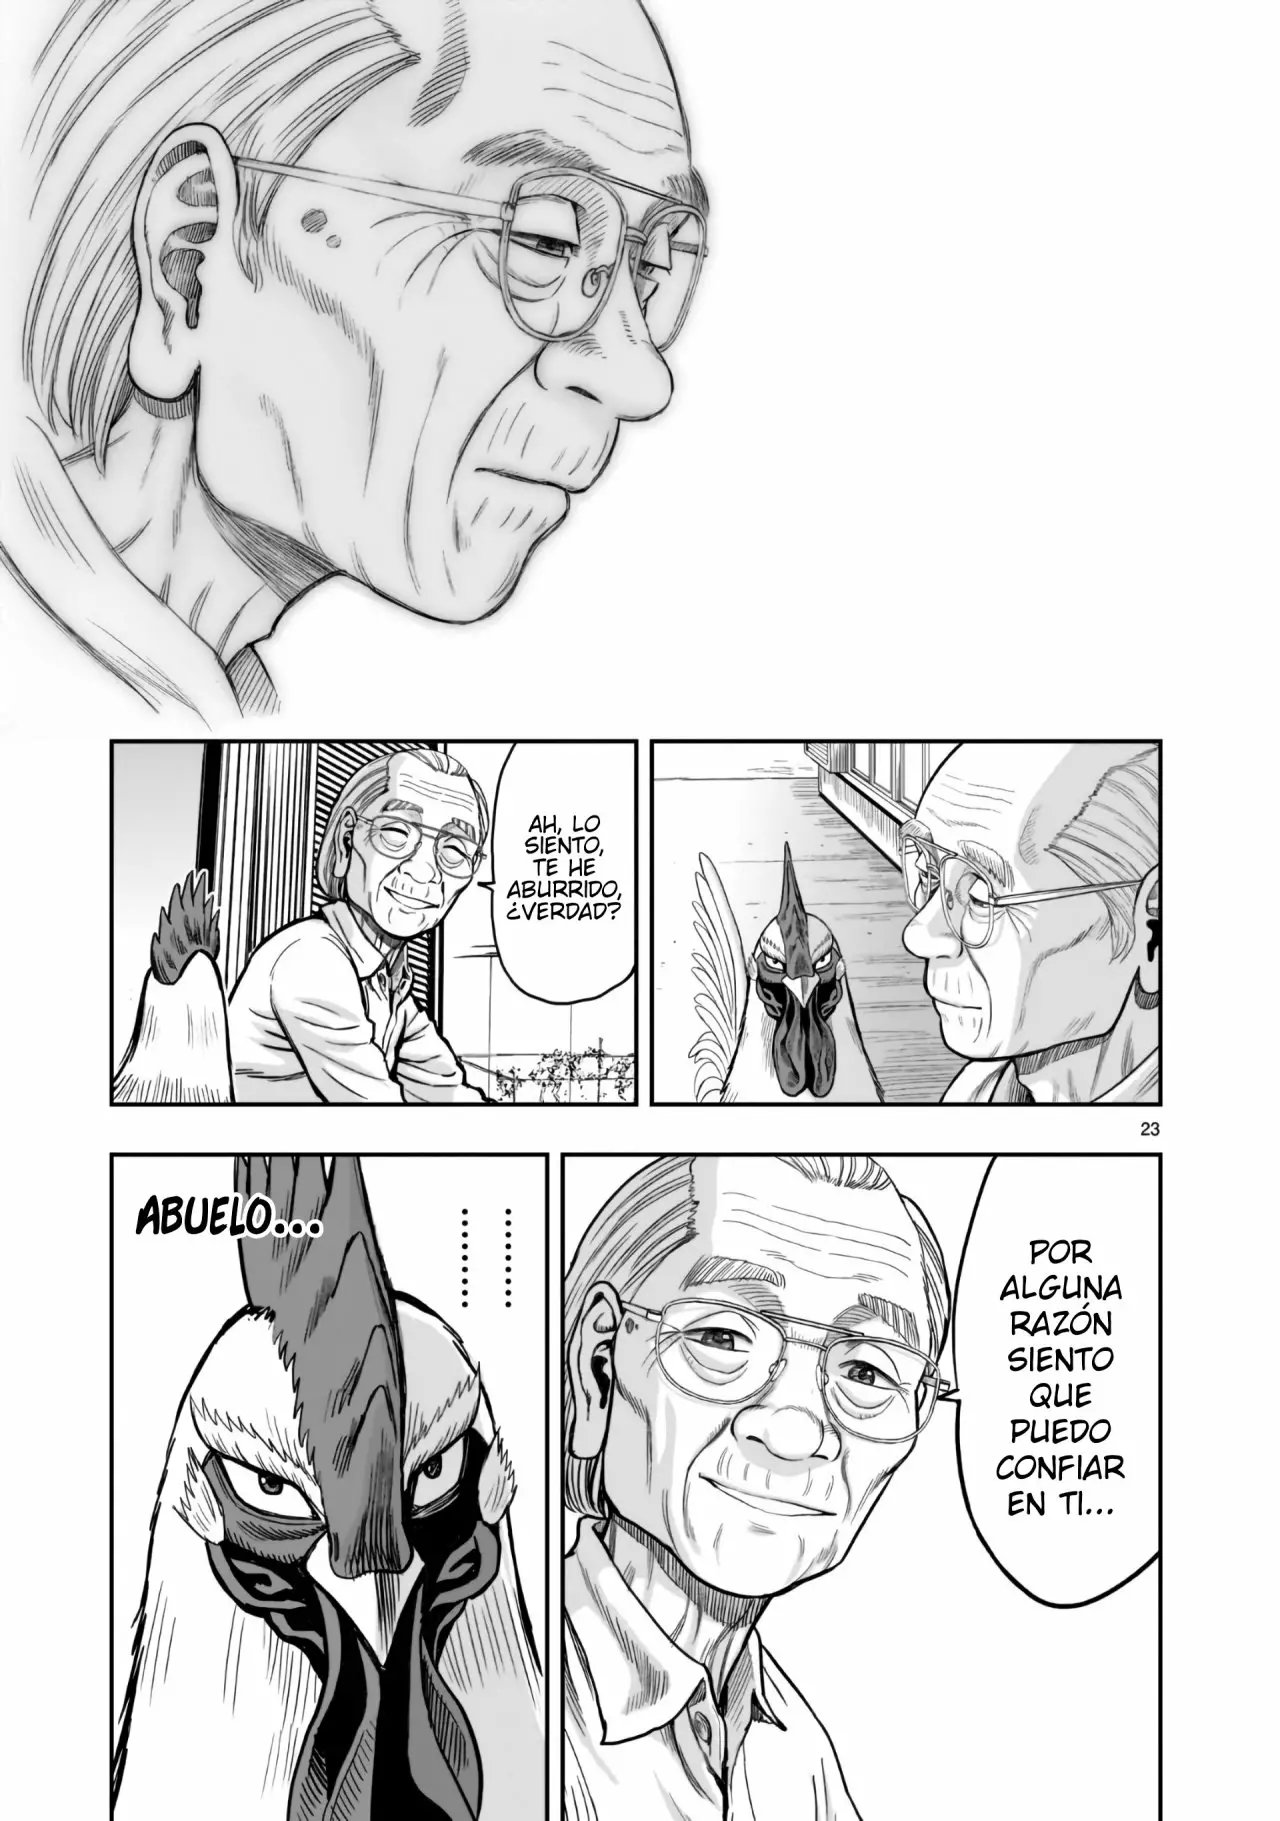 AH, LO
SIENTO,
TE HE
ABURRIDO,
¿VERDAD?
23
POR
ALGUNA
RAZÓN
SIENTO
QUE
PUEDO
CONFIAR
EN TI...
ABUELO...